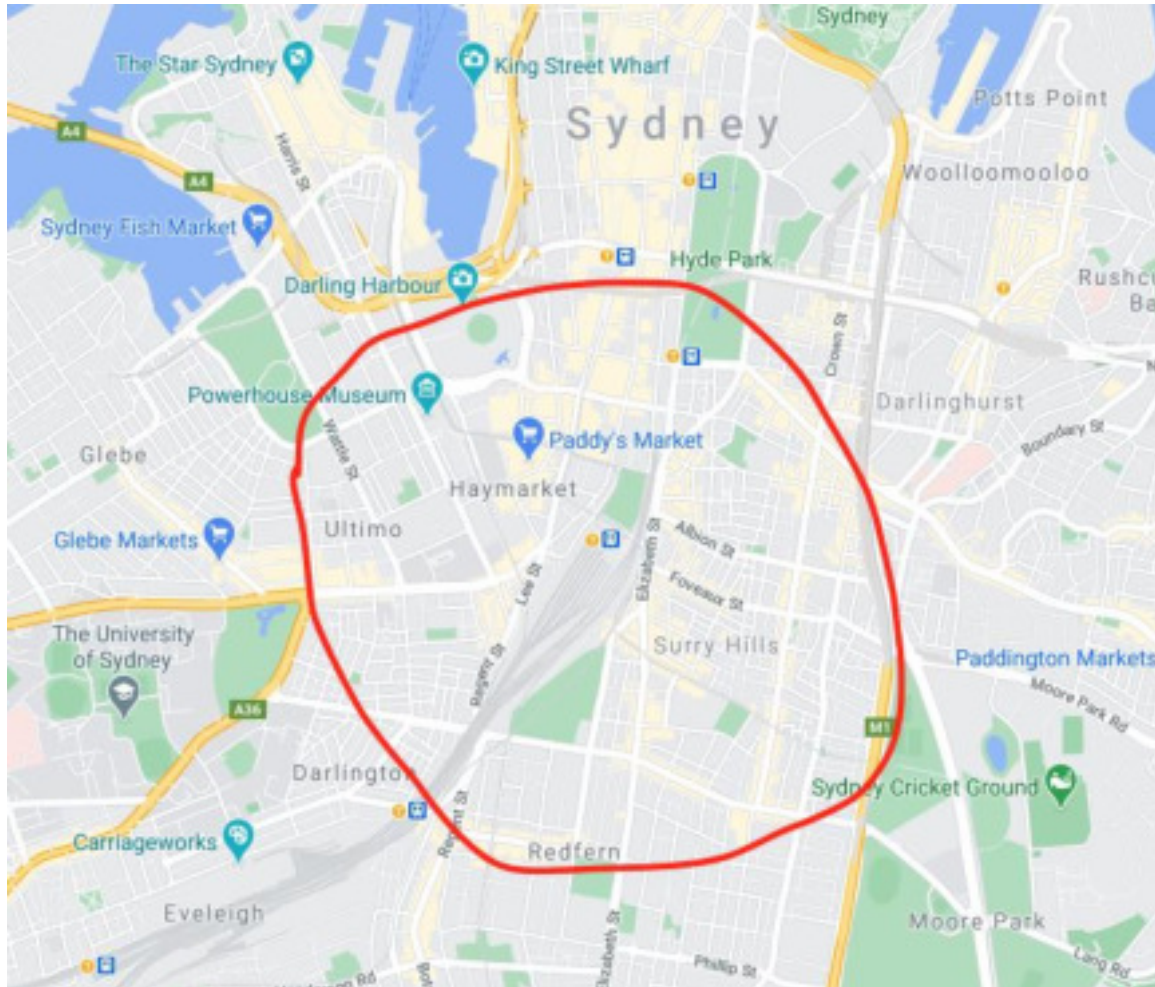 Sydney
The Star Sydney
King Street Wharf
Potts Point
Sydney
A4
Harris St
A4
Woolloomooloo
Sydney Fish Market
Hyde Park
Darling Harbour
Rushcu
Ba
Crown St
Powerhouse Museum
Darlinghurst
Wattle St
Paddy's Market
Boundary St
Glebe
Haymarket
Ultimo
Glebe Markets
Albion St
Elizabeth St
Lee St
Foveaux St
The University
of Sydney
Surry Hills
Paddington Markets
Regent St
Moore Park Rd
A36
M1
Darlington
Sydney Cricket Ground
Regent St
Carriageworks
Redfern
Eveleigh
Moore Park
Elizabeth St
Phillip St
Lang Rd